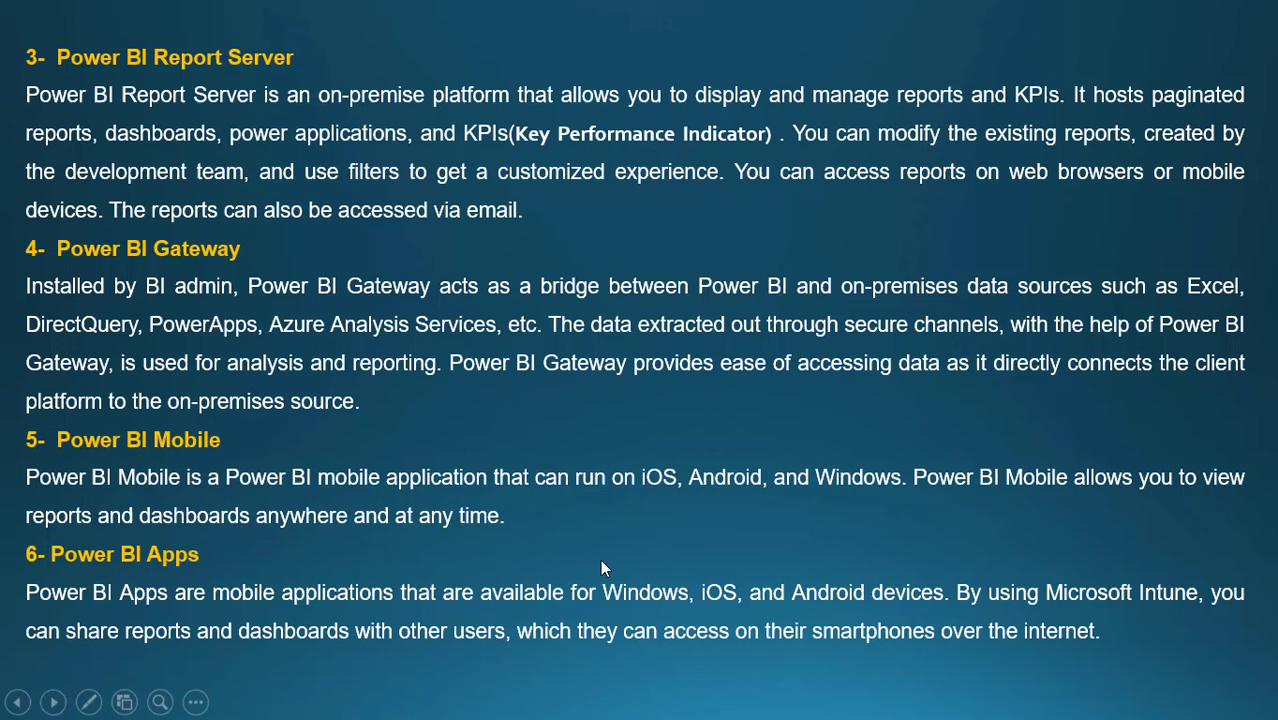 3- Power BI Report Server
Power BI Report Server is an on-premise platform that allows you to display and manage reports and KPIs. It hosts paginated
reports, dashboards, power applications, and KPIs(Key Performance Indicator) . You can modify the existing reports, created by
the development team, and use filters to get a customized experience. You can access reports on web browsers or mobile
devices. The reports can also be accessed via email.
4- Power BI Gateway
Installed by BI admin, Power BI Gateway acts as a bridge between Power BI and on-premises data sources such as Excel,
DirectQuery, PowerApps, Azure Analysis Services, etc. The data extracted out through secure channels, with the help of Power BI
Gateway, is used for analysis and reporting. Power BI Gateway provides ease of accessing data as it directly connects the client
platform to the on-premises source.
5- Power BI Mobile
Power BI Mobile is a Power BI mobile application that can run on iOS, Android, and Windows. Power BI Mobile allows you to view
reports and dashboards anywhere and at any time.
6- Power BI Apps
Power BI Apps are mobile applications that are available for Windows, iOS, and Android devices. By using Microsoft Intune, you
can share reports and dashboards with other users, which they can access on their smartphones over the internet.